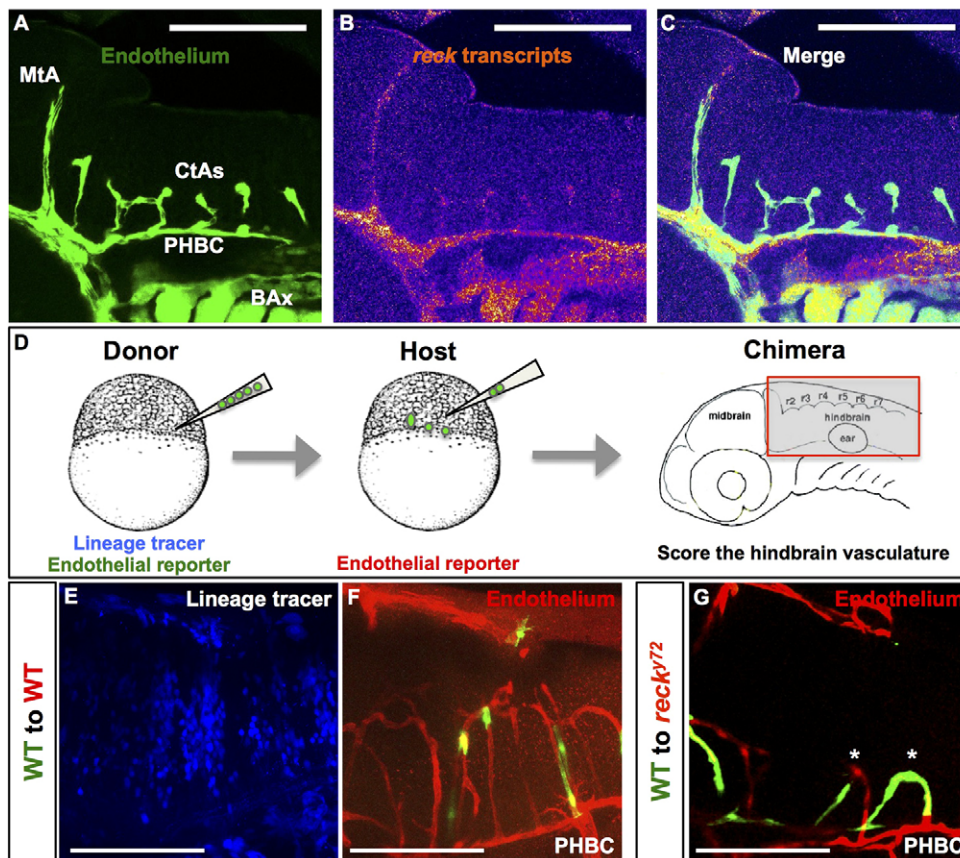 A
Endothelium
MtA
CtAs
PHBC
BAx
B
reck transcripts
C
Merge
D
Donor
Host
Chimera
Lineage tracer
Endothelial reporter
Endothelial reporter
midbrain
r2 r3 r4 r5 r6 r7
hindbrain
ear
Score the hindbrain vasculature
WT to WT
E
Lineage tracer
F
Endothelium
PHBC
WT to reckʸ⁷²
G
Endothelium
*
*
PHBC